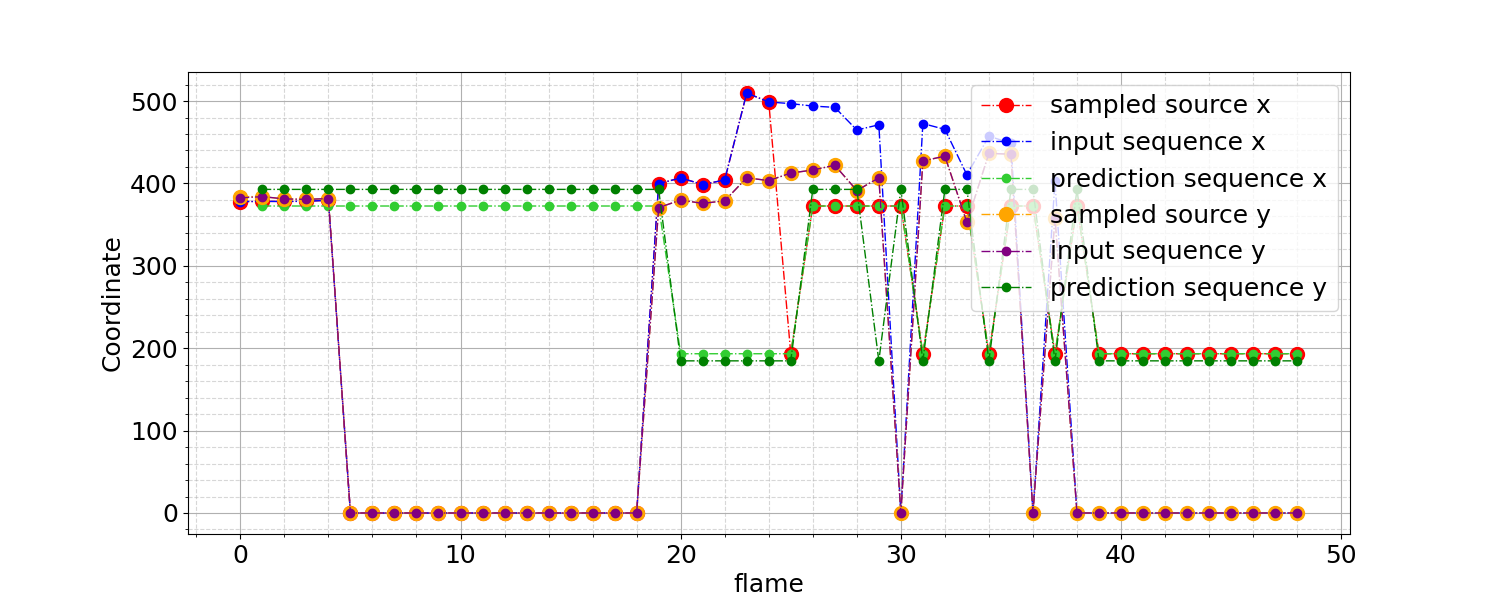 500
400
300
200
100
0
Coordinate
0
10
20
30
40
50
flame
sampled source x
input sequence x
prediction sequence x
sampled source y
input sequence y
prediction sequence y